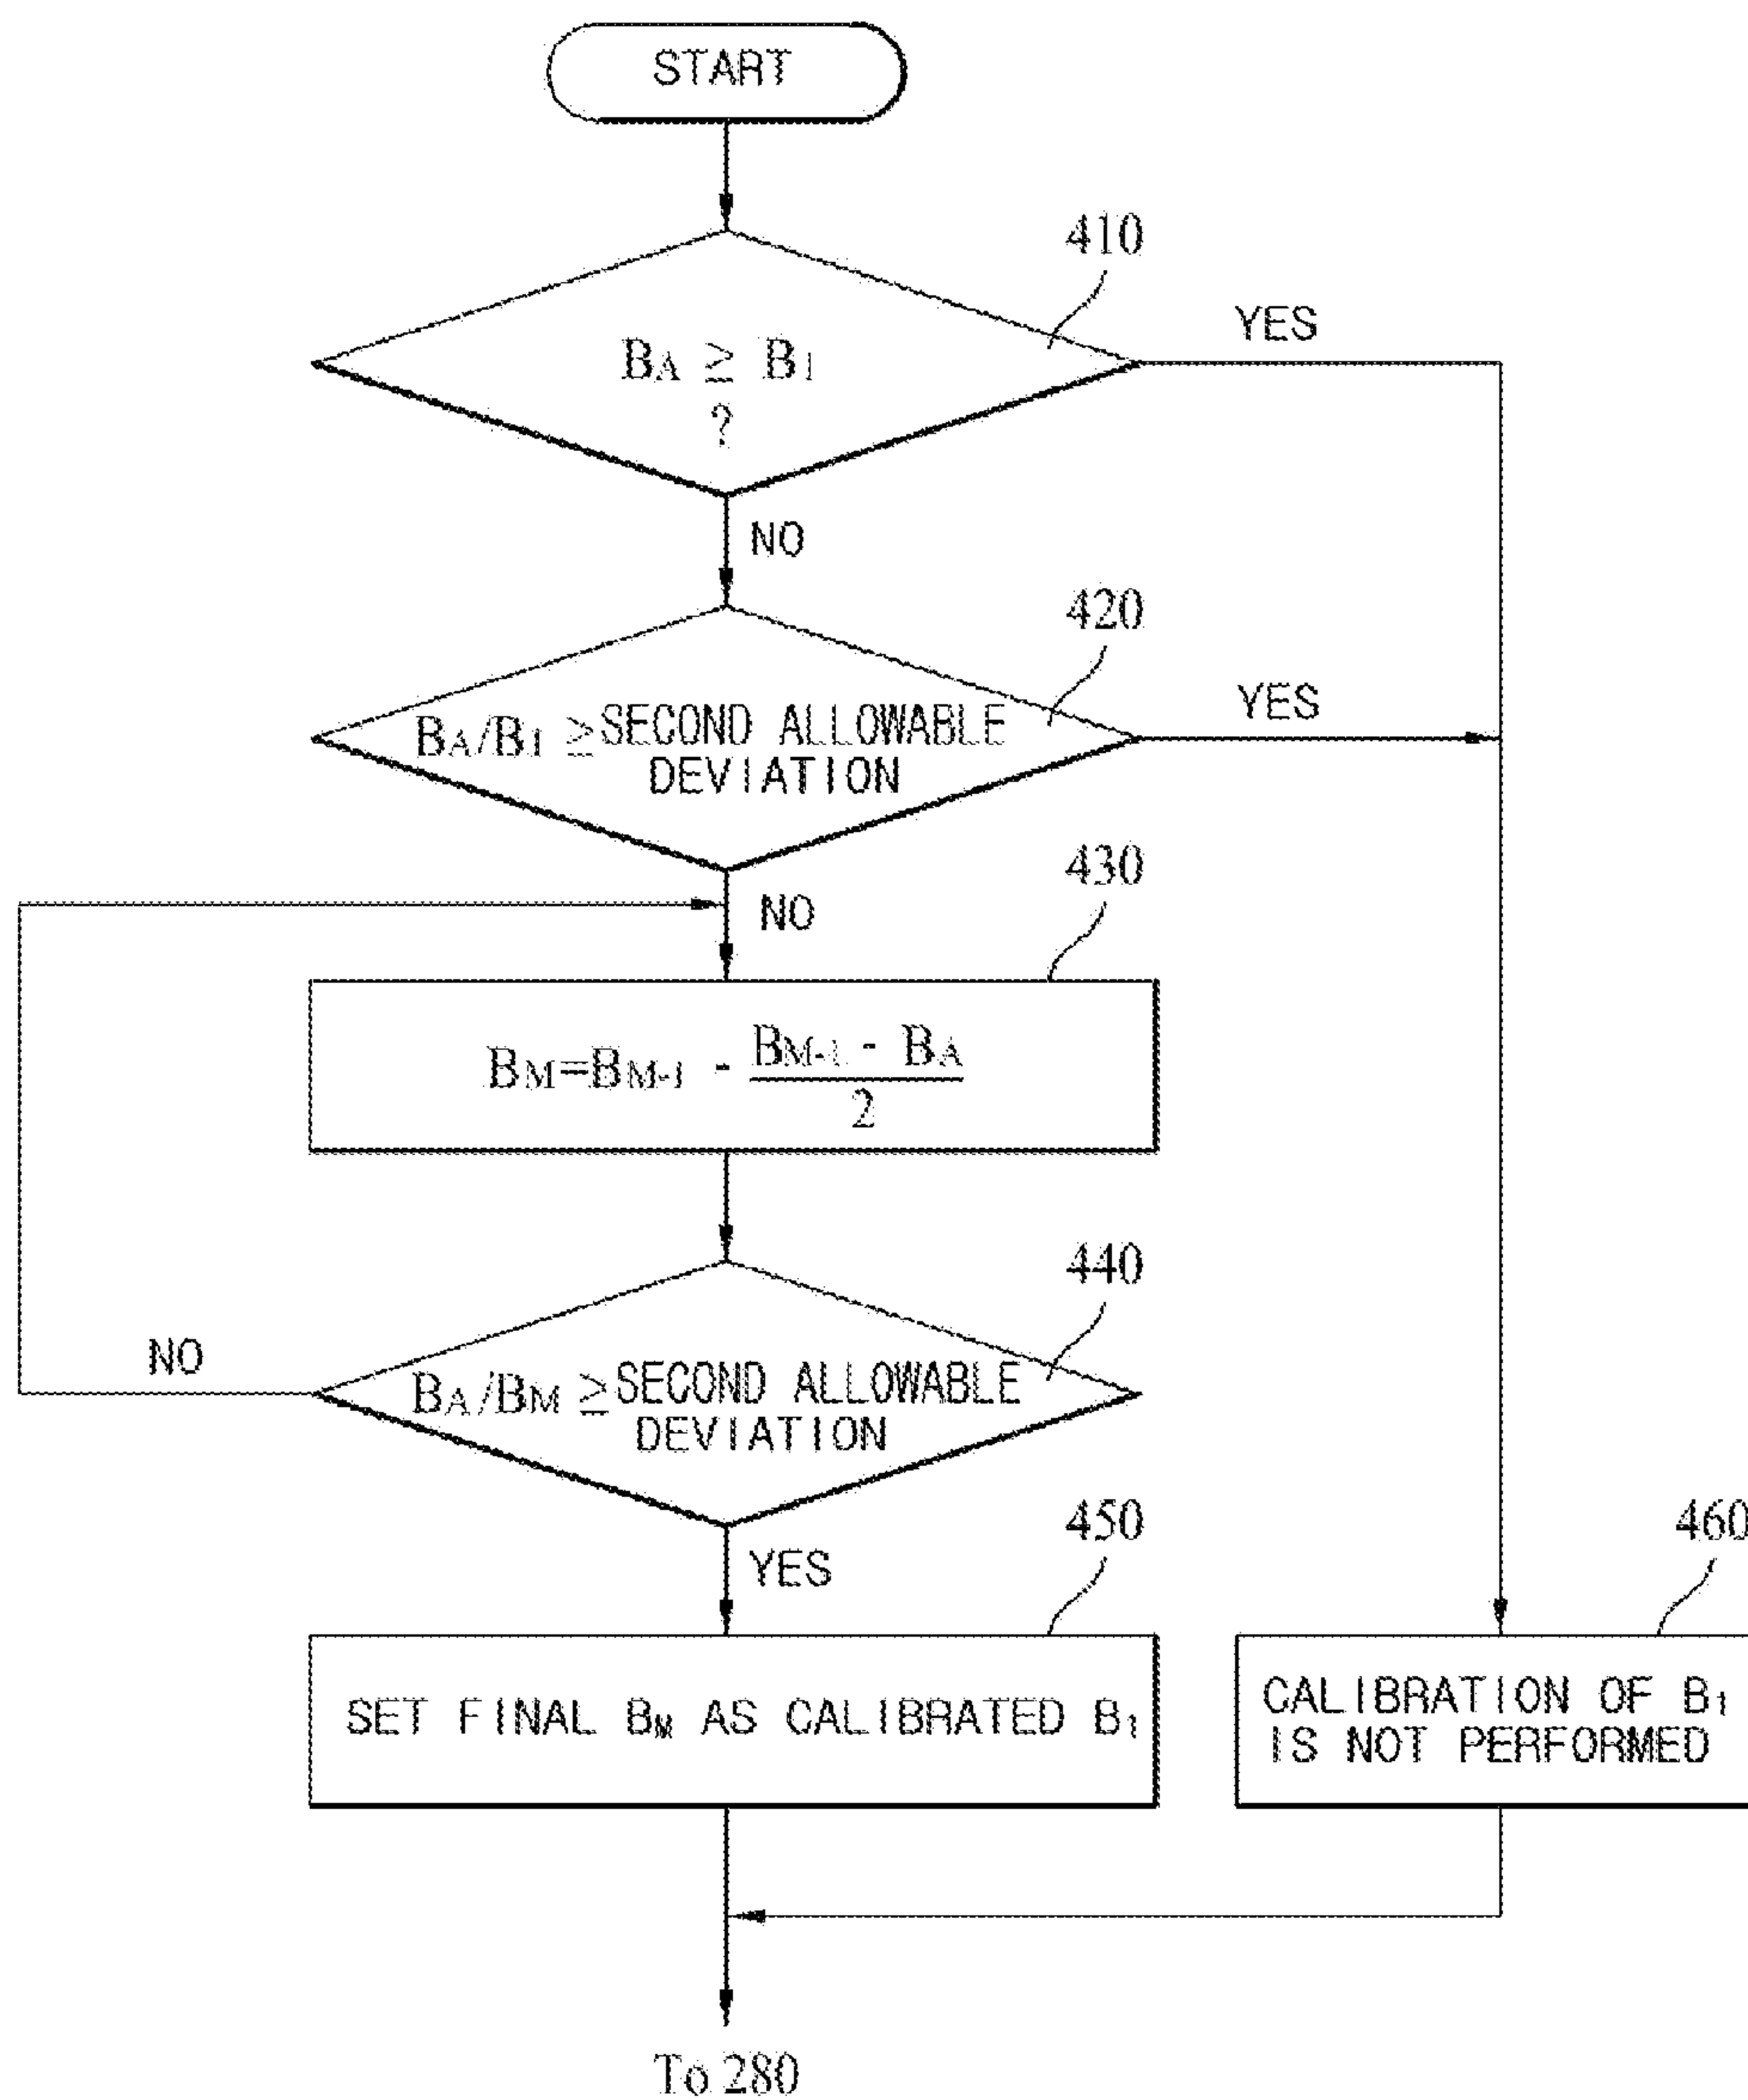 START
410
YES
BA ≥ B1
?
NO
420
YES
BA/B1 ≥ SECOND ALLOWABLE
DEVIATION
430
NO
BM=BM-1 - (BM-1 - BA)/2
440
NO
BA/BM ≥ SECOND ALLOWABLE
DEVIATION
450
460
YES
SET FINAL BM AS CALIBRATED B1
CALIBRATION OF B1
IS NOT PERFORMED
To 280